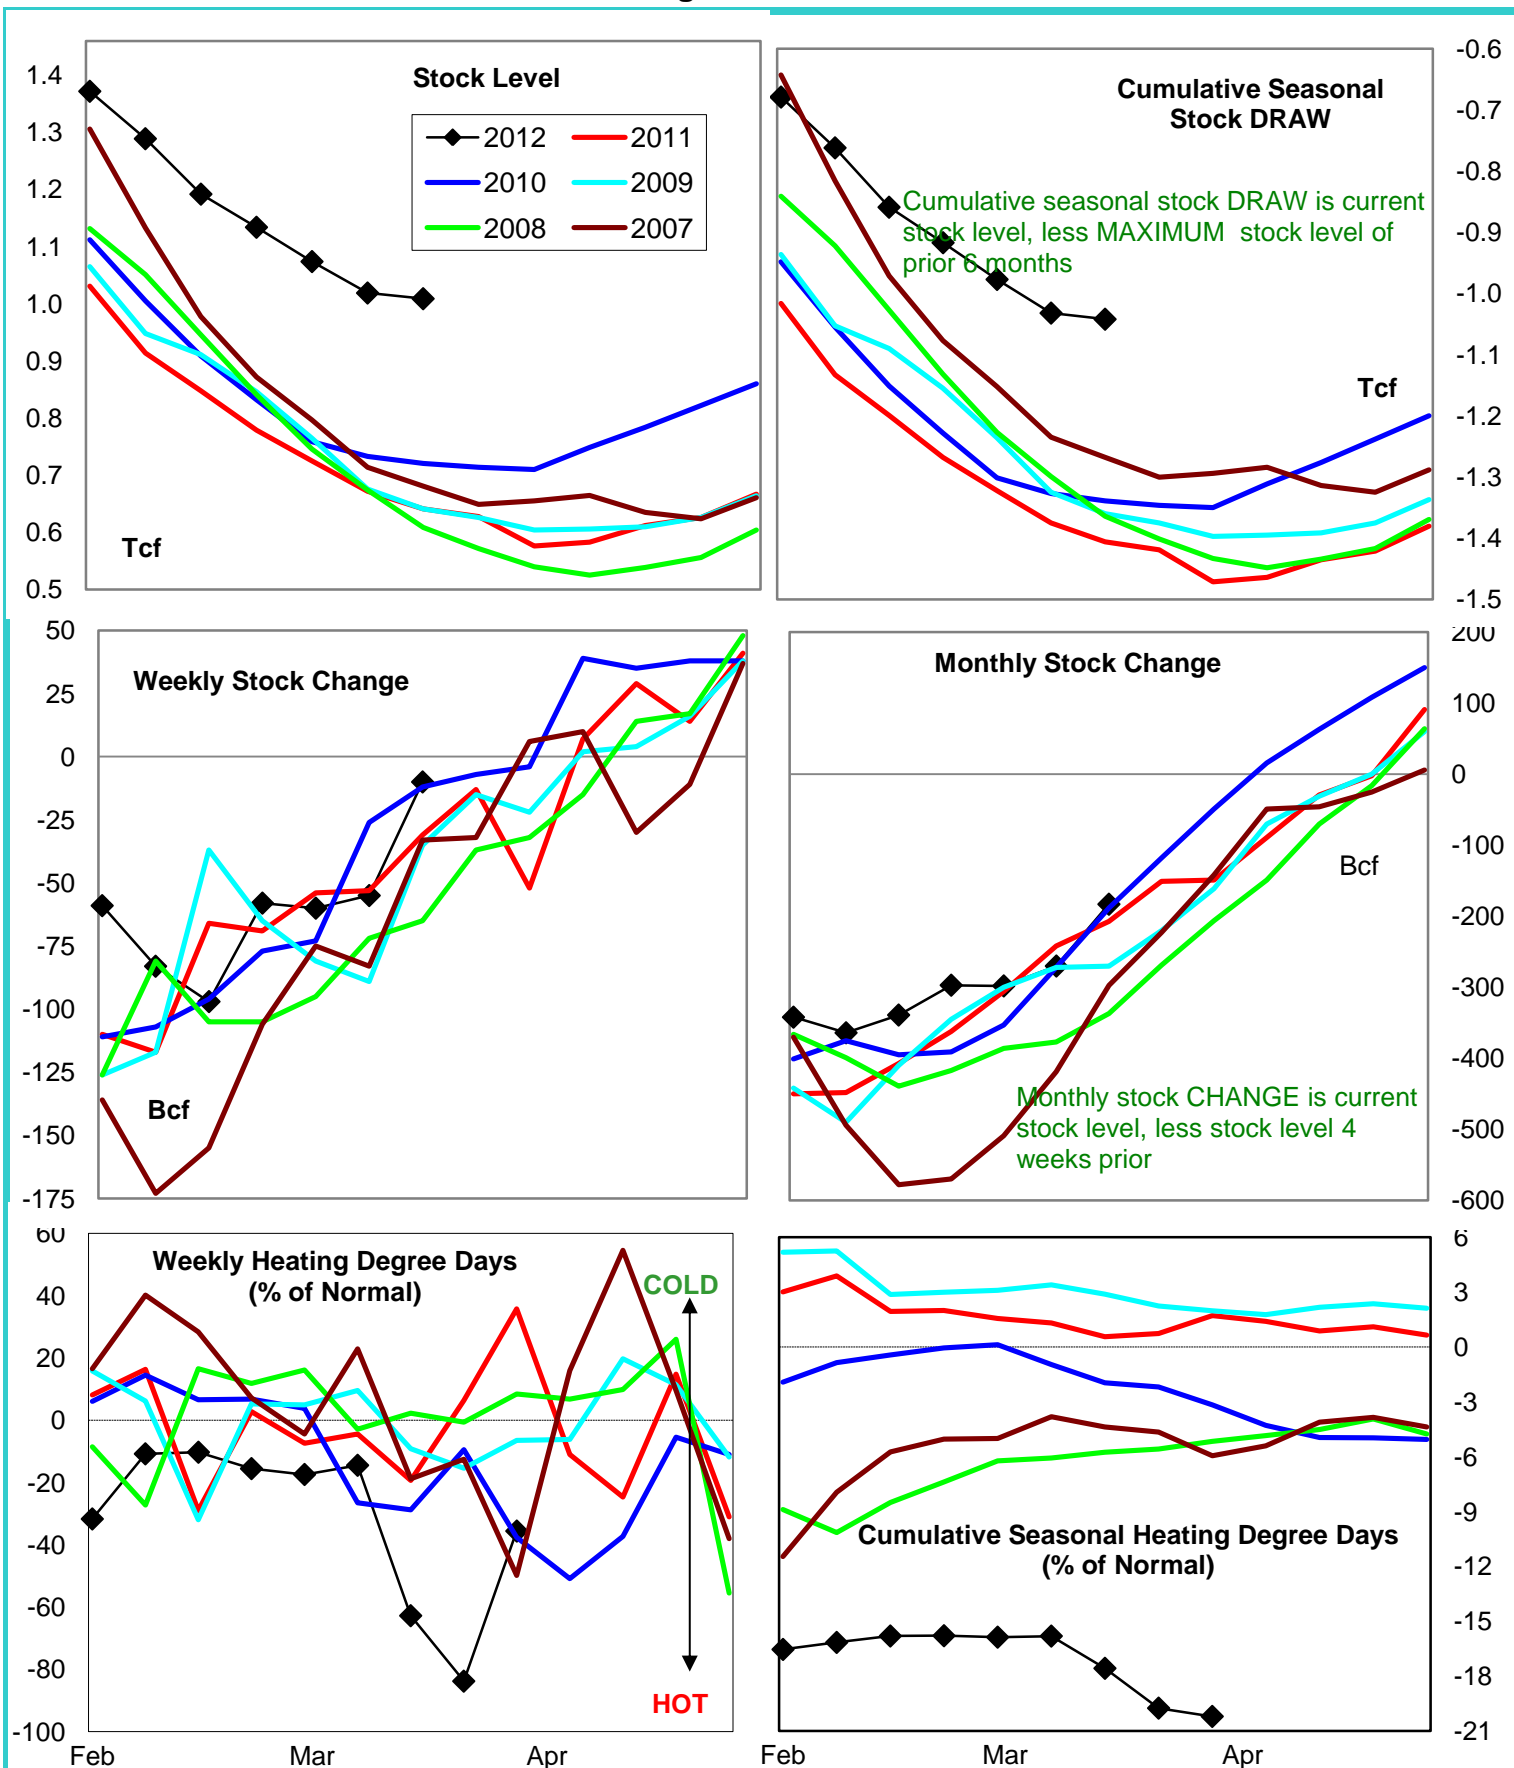 Stock Level
1.4
1.3
1.2
1.1
1.0
0.9
0.8
0.7
0.6
0.5
2012
2011
2010
2009
2008
2007
Tcf
Cumulative Seasonal
Stock DRAW
Cumulative seasonal stock DRAW is current
stock level, less MAXIMUM stock level of
prior 6 months
Tcf
-0.6
-0.7
-0.8
-0.9
-1.0
-1.1
-1.2
-1.3
-1.4
-1.5
Weekly Stock Change
50
25
0
-25
-50
-75
-100
-125
-150
-175
Bcf
Monthly Stock Change
200
100
0
-100
-200
-300
-400
-500
-600
Bcf
Monthly stock CHANGE is current
stock level, less stock level 4
weeks prior
Weekly Heating Degree Days
(% of Normal)
60
40
20
0
-20
-40
-60
-80
-100
COLD
HOT
Feb
Mar
Apr
Cumulative Seasonal Heating Degree Days
(% of Normal)
6
3
0
-3
-6
-9
-12
-15
-18
-21
Feb
Mar
Apr